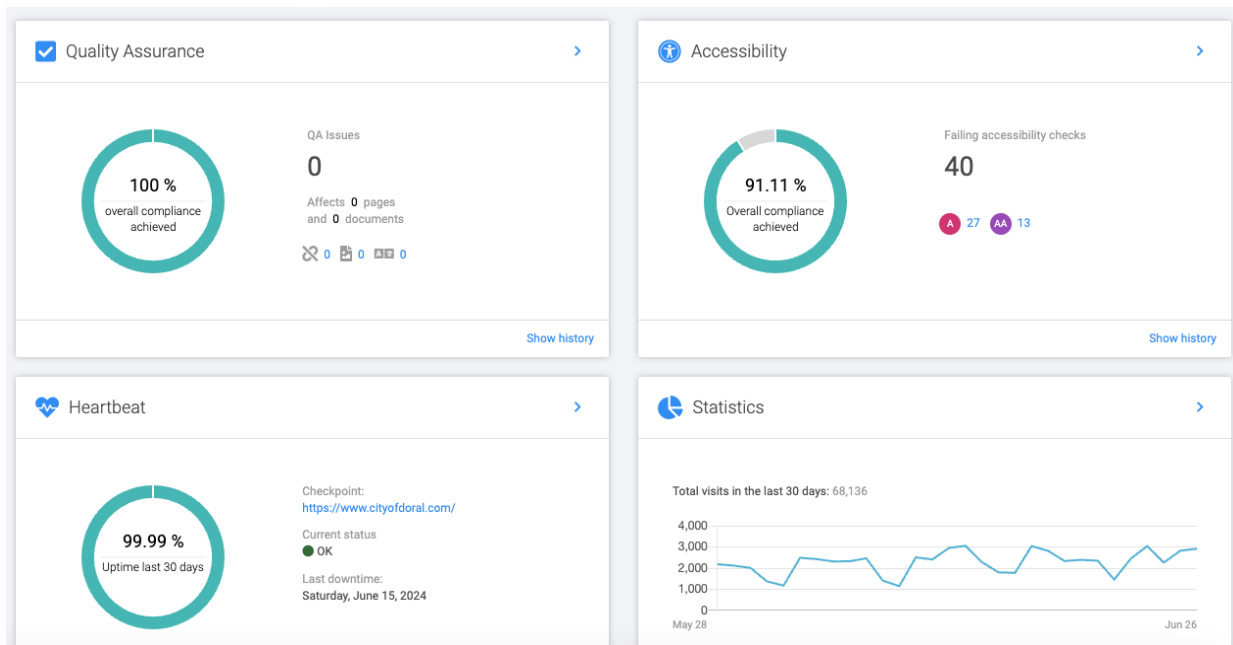 Quality Assurance
100 %
overall compliance
achieved
QA Issues
0
Affects 0 pages
and 0 documents
0 0 0
Show history
Accessibility
91.11 %
Overall compliance
achieved
Failing accessibility checks
40
A 27 AA 13
Show history
Heartbeat
99.99 %
Uptime last 30 days
Checkpoint:
https://www.cityofdoral.com/
Current status
OK
Last downtime:
Saturday, June 15, 2024
Statistics
Total visits in the last 30 days: 68,136
4,000
3,000
2,000
1,000
0
May 28 Jun 26